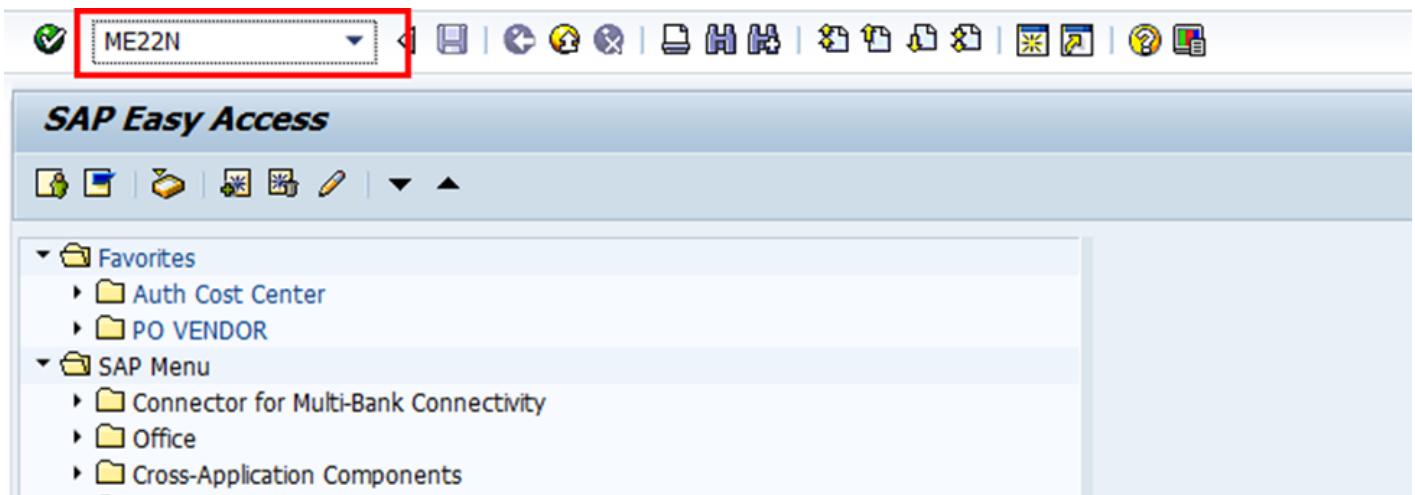 ME22N
SAP Easy Access
Favorites
Auth Cost Center
PO VENDOR
SAP Menu
Connector for Multi-Bank Connectivity
Office
Cross-Application Components